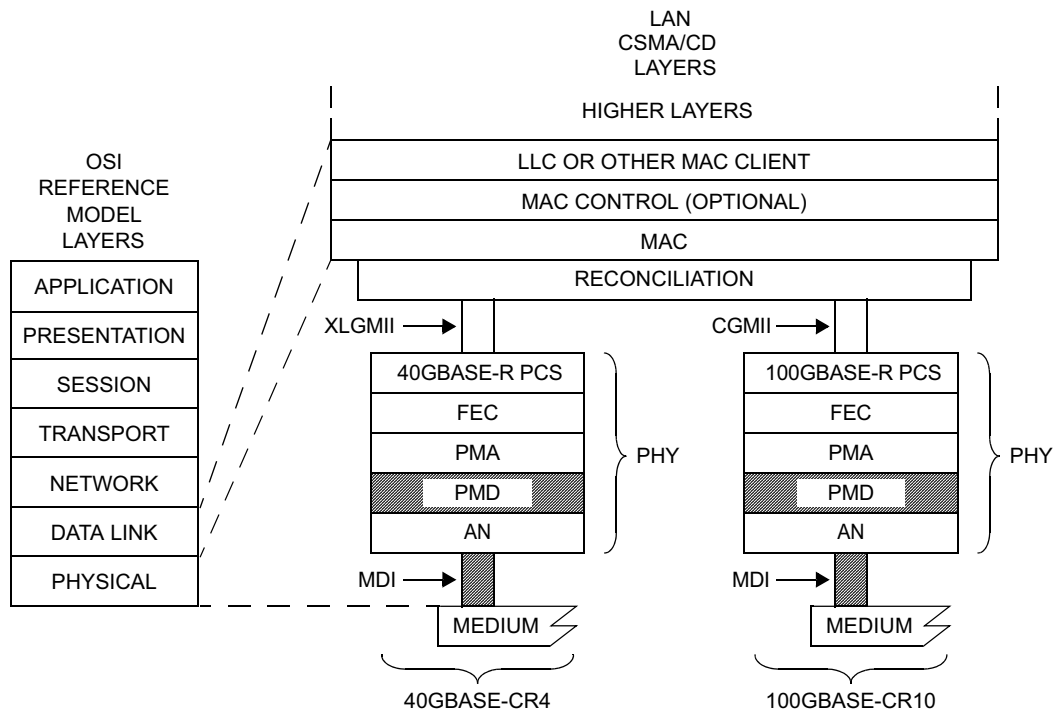 LAN
CSMA/CD
LAYERS
HIGHER LAYERS
LLC OR OTHER MAC CLIENT
MAC CONTROL (OPTIONAL)
MAC
RECONCILIATION
OSI
REFERENCE
MODEL
LAYERS
APPLICATION
PRESENTATION
SESSION
TRANSPORT
NETWORK
DATA LINK
PHYSICAL
XLGMII
40GBASE-R PCS
FEC
PMA
PMD
AN
PHY
MDI
MEDIUM
40GBASE-CR4
CGMII
100GBASE-R PCS
FEC
PMA
PMD
AN
PHY
MDI
MEDIUM
100GBASE-CR10